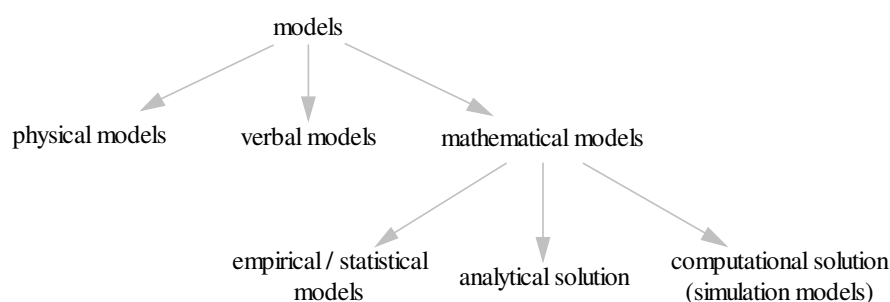 models
physical models
verbal models
mathematical models
empirical / statistical
models
analytical solution
computational solution
(simulation models)